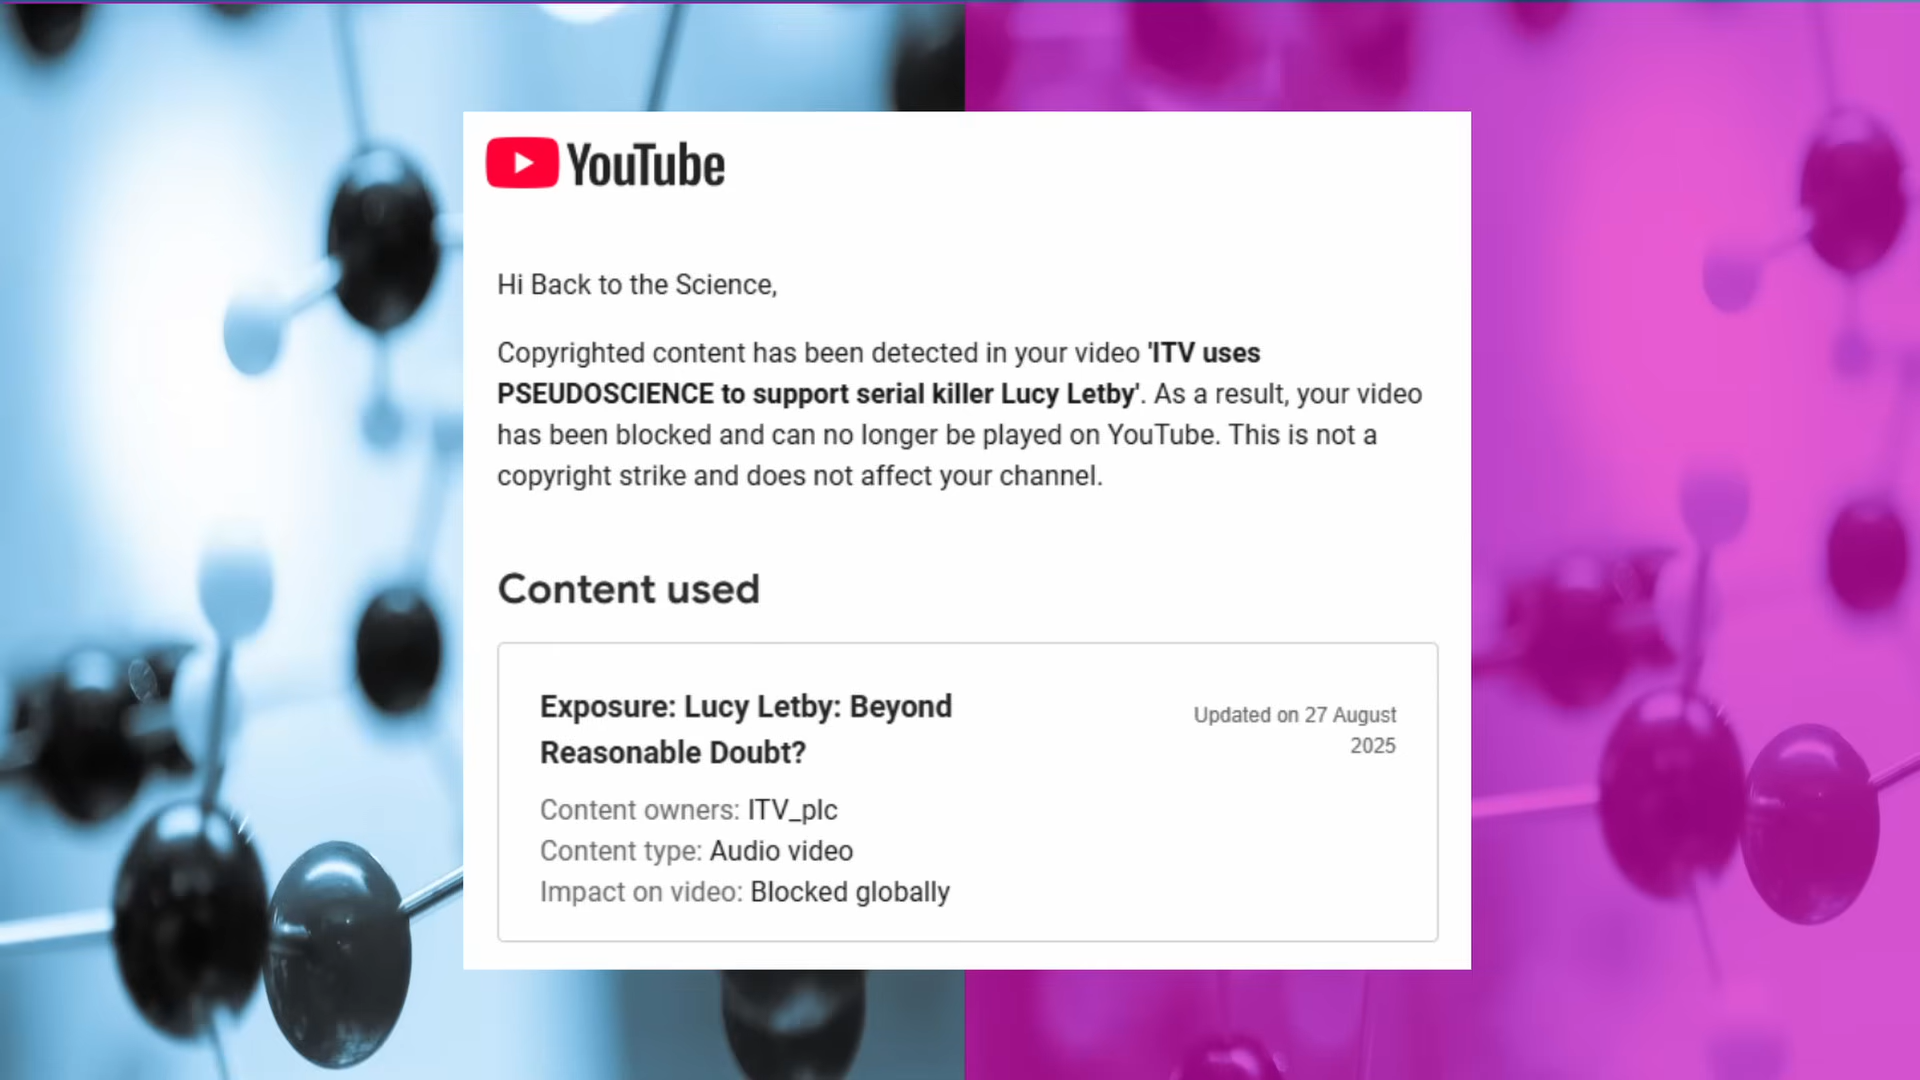 YouTube
Hi Back to the Science,
Copyrighted content has been detected in your video 'ITV uses
PSEUDOSCIENCE to support serial killer Lucy Letby'. As a result, your video
has been blocked and can no longer be played on YouTube. This is not a
copyright strike and does not affect your channel.
Content used
Exposure: Lucy Letby: Beyond
Reasonable Doubt?
Updated on 27 August
2025
Content owners: ITV_plc
Content type: Audio video
Impact on video: Blocked globally